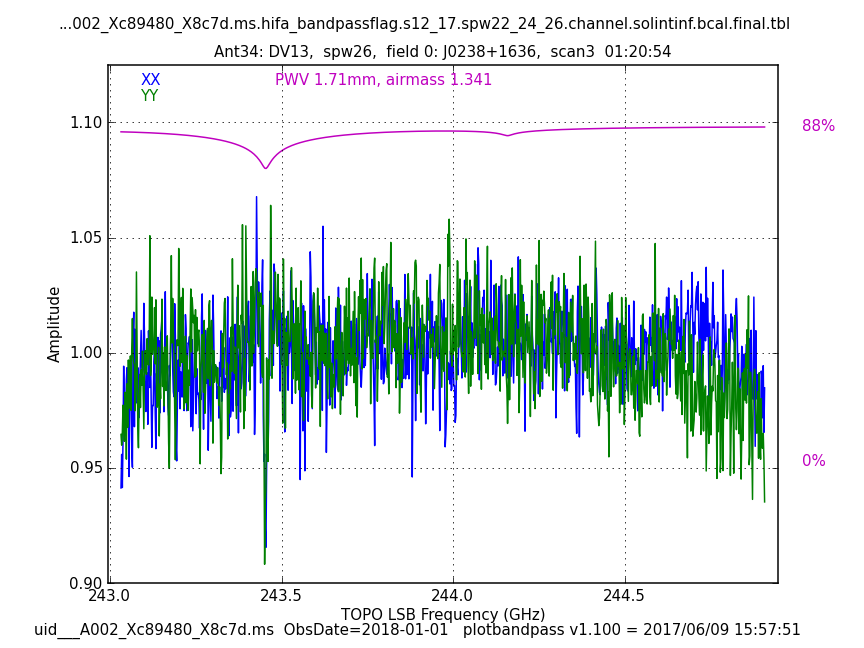 ...002_Xc89480_X8c7d.ms.hifa_bandpassflag.s12_17.spw22_24_26.channel.solintinf.bcal.final.tbl
Ant34: DV13,  spw26,  field 0: J0238+1636,  scan3  01:20:54
XX
PWV 1.71mm, airmass 1.341
YY
1.10
88%
1.05
Amplitude
1.00
0.95
0%
0.90
243.0 243.5 244.0 244.5
TOPO LSB Frequency (GHz)
uid___A002_Xc89480_X8c7d.ms  ObsDate=2018-01-01   plotbandpass v1.100 = 2017/06/09 15:57:51